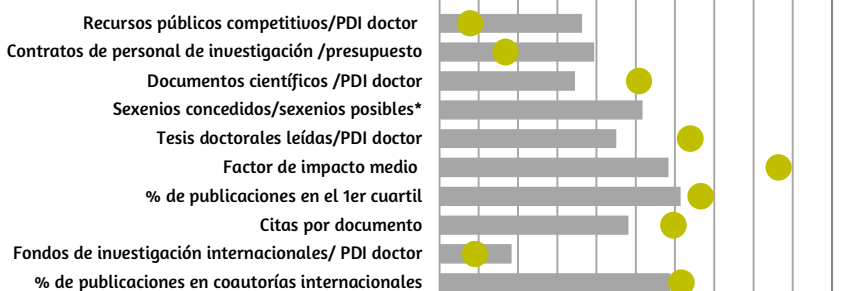 Recursos públicos competitivos/PDI doctor
Contratos de personal de investigación /presupuesto
Documentos científicos /PDI doctor
Sexenios concedidos/sexenios posibles*
Tesis doctorales leídas/PDI doctor
Factor de impacto medio
% de publicaciones en el 1er cuartil
Citas por documento
Fondos de investigación internacionales/ PDI doctor
% de publicaciones en coautorías internacionales